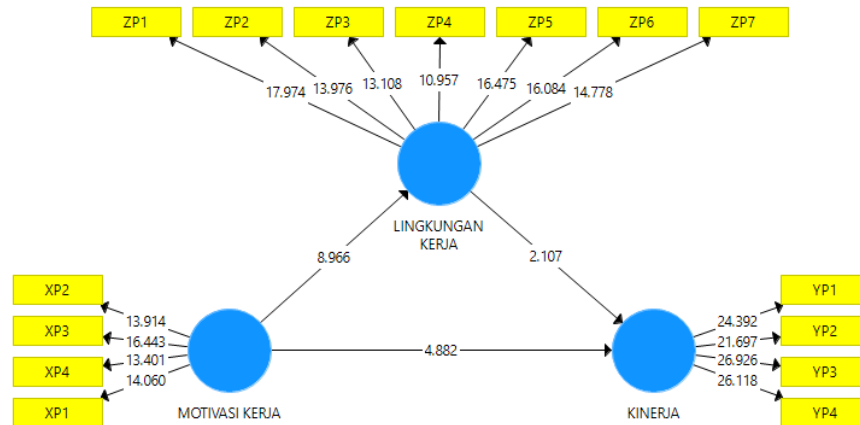 ZP1 ZP2 ZP3 ZP4 ZP5 ZP6 ZP7
17.974 13.976 13.108 10.957 16.475 16.084 14.778
LINGKUNGAN
KERJA
8.966 2.107
XP2
XP3
XP4
XP1
13.914
16.443
13.401
14.060
MOTIVASI KERJA
4.882
KINERJA
24.392
21.697
26.926
26.118
YP1
YP2
YP3
YP4